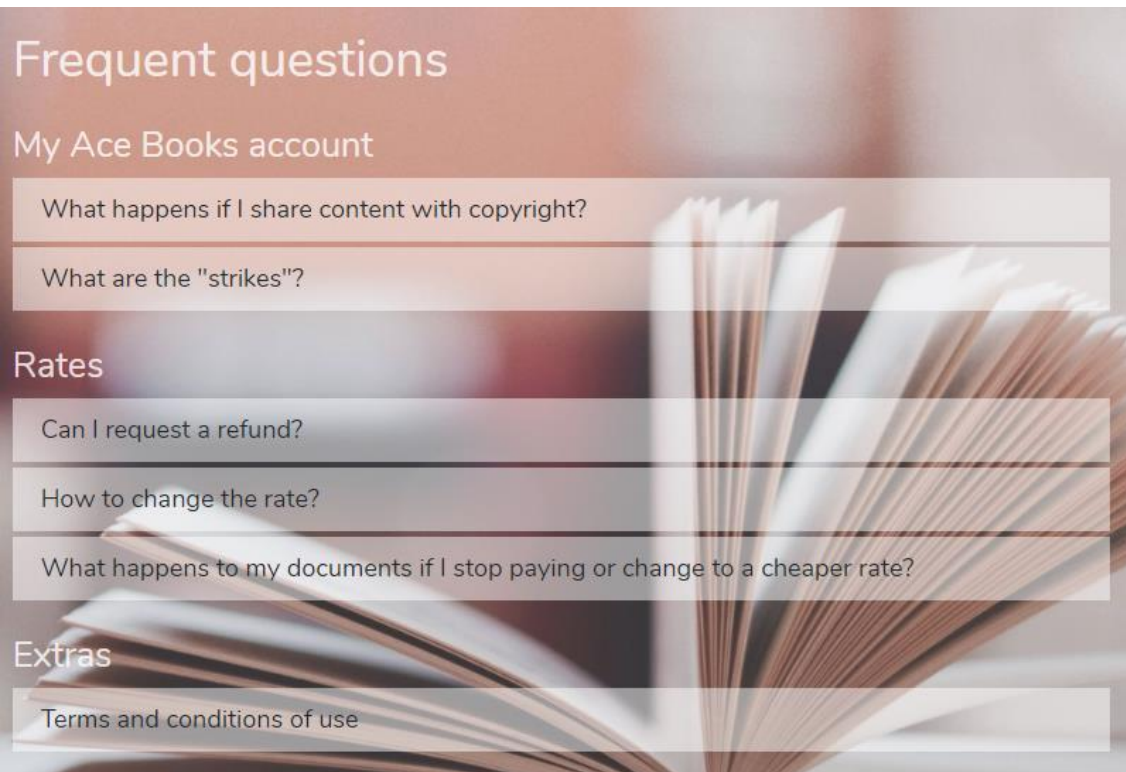 Frequent questions
My Ace Books account
What happens if I share content with copyright?
What are the "strikes"?
Rates
Can I request a refund?
How to change the rate?
What happens to my documents if I stop paying or change to a cheaper rate?
Extras
Terms and conditions of use